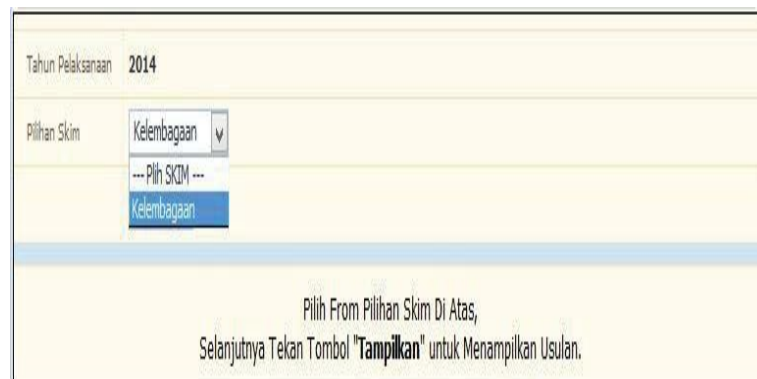 Tahun Pelaksanaan 2014
Pilihan Skim Kelembagaan
--- Plih SKIM ---
Kelembagaan
Pilih From Pilihan Skim Di Atas,
Selanjutnya Tekan Tombol "Tampilkan" untuk Menampilkan Usulan.